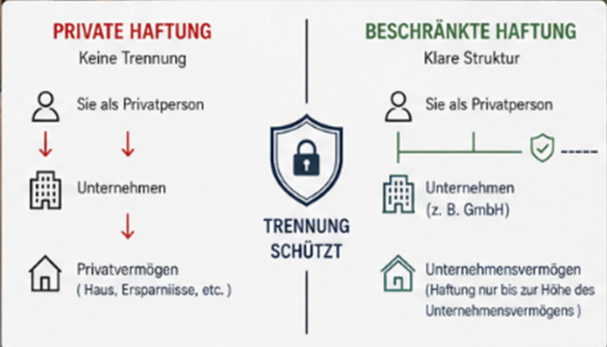 PRIVATE HAFTUNG
Keine Trennung
Sie als Privatperson
Unternehmen
Privatvermögen
( Haus, Ersparniisse, etc. )
TRENNUNG
SCHÜTZT
BESCHRÄNKTE HAFTUNG
Klare Struktur
Sie als Privatperson
Unternehmen
(z. B. GmbH)
Unternehmensvermögen
(Haftung nur bis zur Höhe des
Unternehmensvermögens )